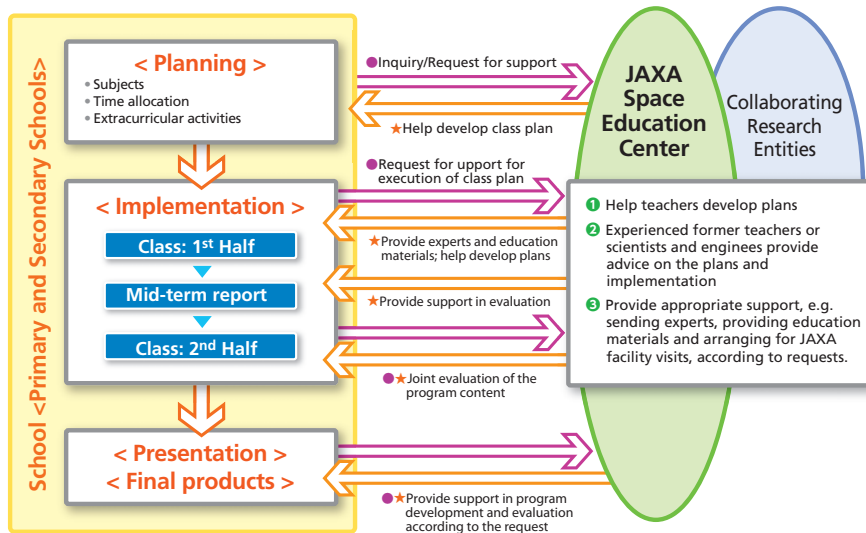 School <Primary and Secondary Schools>
< Planning >
• Subjects
• Time allocation
• Extracurricular activities
●Inquiry/Request for support
★Help develop class plan
JAXA
Space
Education
Center
Collaborating
Research
Entities
●Request for upport for
execution of class plan
< Implementation >
Class: 1st Half
Mid-term report
Class: 2nd Half
★Provide experts and education
materials; help develop plans
★Provide support in evaluation
●★Joint evaluation of the
program content
1 Help teachers develop plans
2 Experienced former teachers or
scientists and enginees provide
advice on the plans and
implementation
3 Provide appropriate support, e.g.
sending experts, providing education
materials and arranging for JAXA
facility visits, according to requests.
< Presentation >
< Final products >
●★Provide support in program
development and evaluation
according to the request